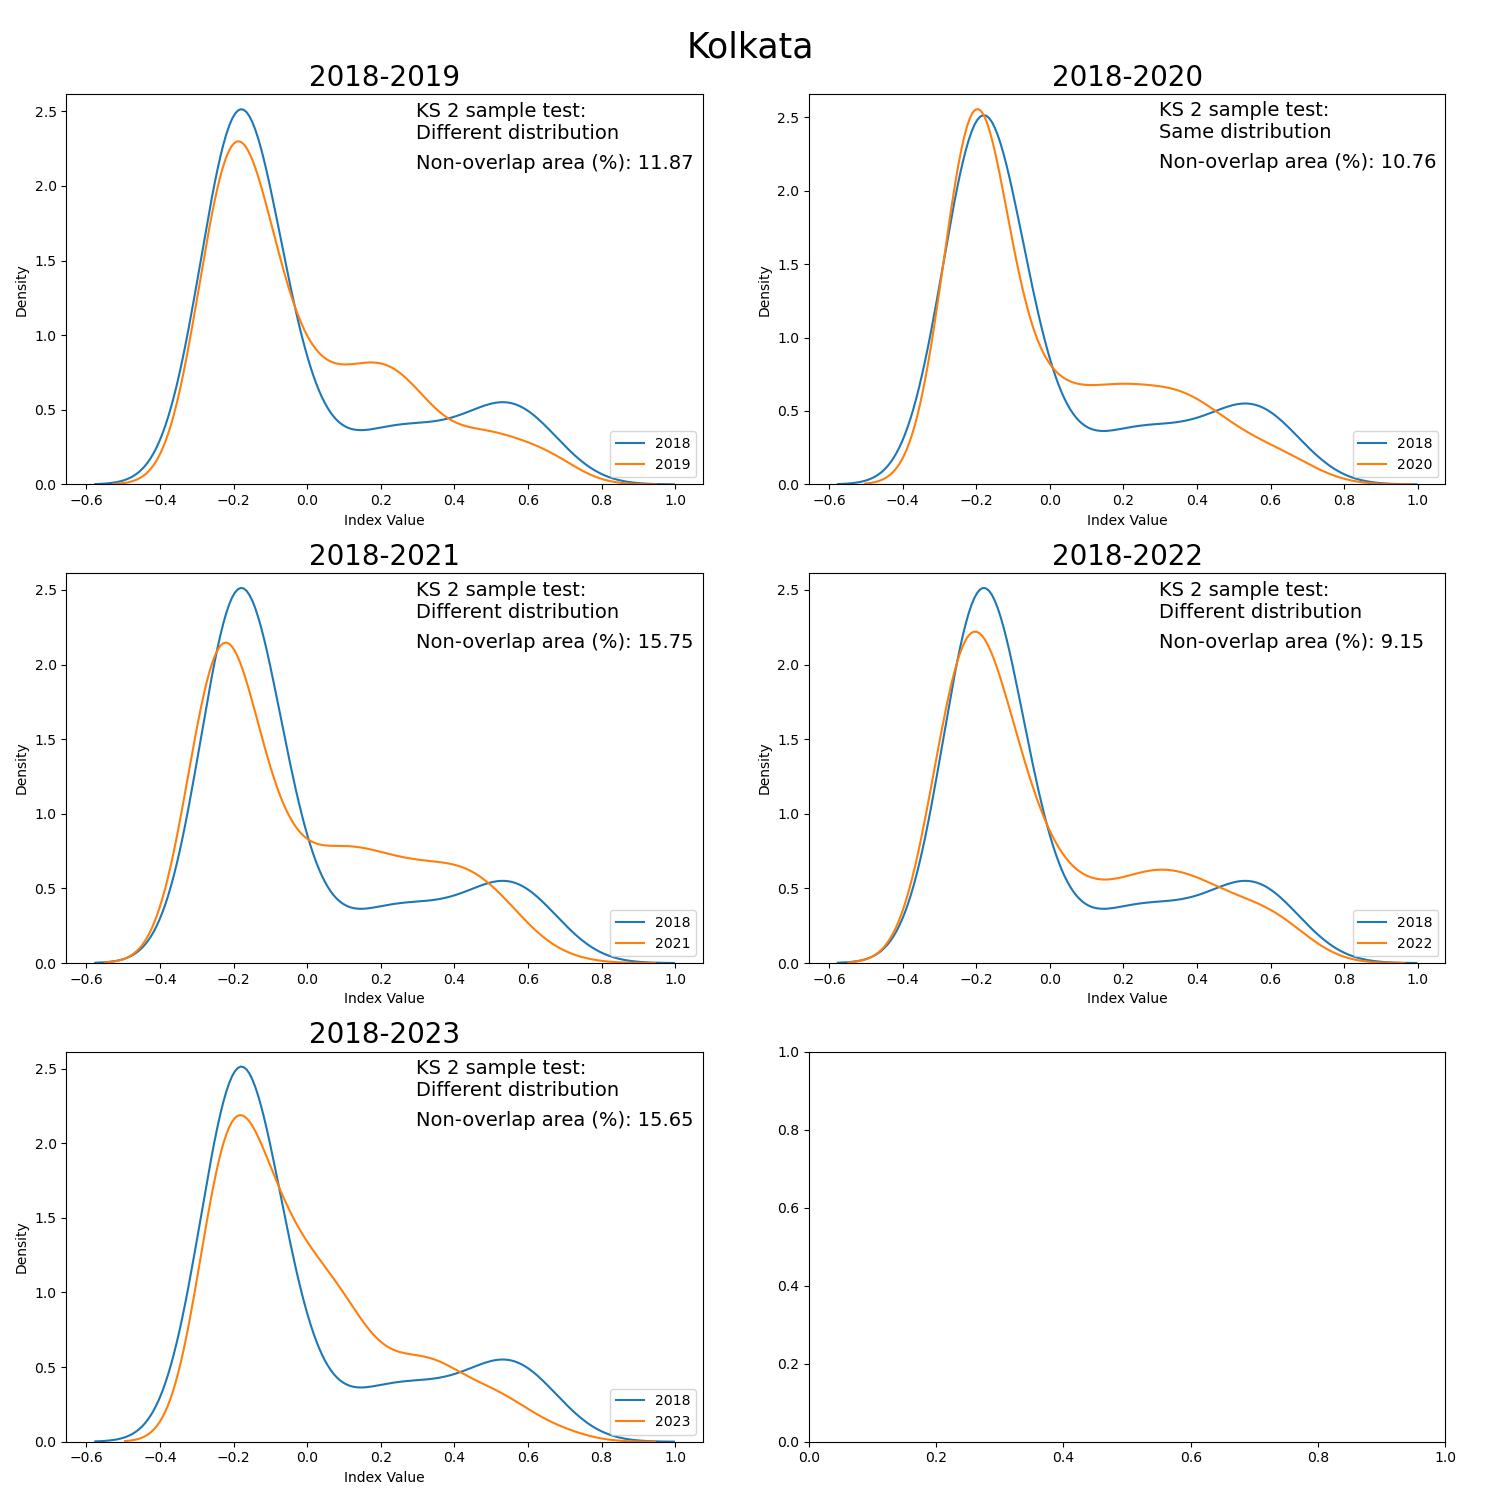 Kolkata
2018-2019
KS 2 sample test:
Different distribution
Non-overlap area (%): 11.87
Density
2.5
2.0
1.5
1.0
0.5
0.0
−0.6 −0.4 −0.2 0.0 0.2 0.4 0.6 0.8 1.0
Index Value
2018
2019
2018-2020
KS 2 sample test:
Same distribution
Non-overlap area (%): 10.76
Density
2.5
2.0
1.5
1.0
0.5
0.0
−0.6 −0.4 −0.2 0.0 0.2 0.4 0.6 0.8 1.0
Index Value
2018
2020
2018-2021
KS 2 sample test:
Different distribution
Non-overlap area (%): 15.75
Density
2.5
2.0
1.5
1.0
0.5
0.0
−0.6 −0.4 −0.2 0.0 0.2 0.4 0.6 0.8 1.0
Index Value
2018
2021
2018-2022
KS 2 sample test:
Different distribution
Non-overlap area (%): 9.15
Density
2.5
2.0
1.5
1.0
0.5
0.0
−0.6 −0.4 −0.2 0.0 0.2 0.4 0.6 0.8 1.0
Index Value
2018
2022
2018-2023
KS 2 sample test:
Different distribution
Non-overlap area (%): 15.65
Density
2.5
2.0
1.5
1.0
0.5
0.0
−0.6 −0.4 −0.2 0.0 0.2 0.4 0.6 0.8 1.0
Index Value
2018
2023
1.0
0.8
0.6
0.4
0.2
0.0
0.0 0.2 0.4 0.6 0.8 1.0